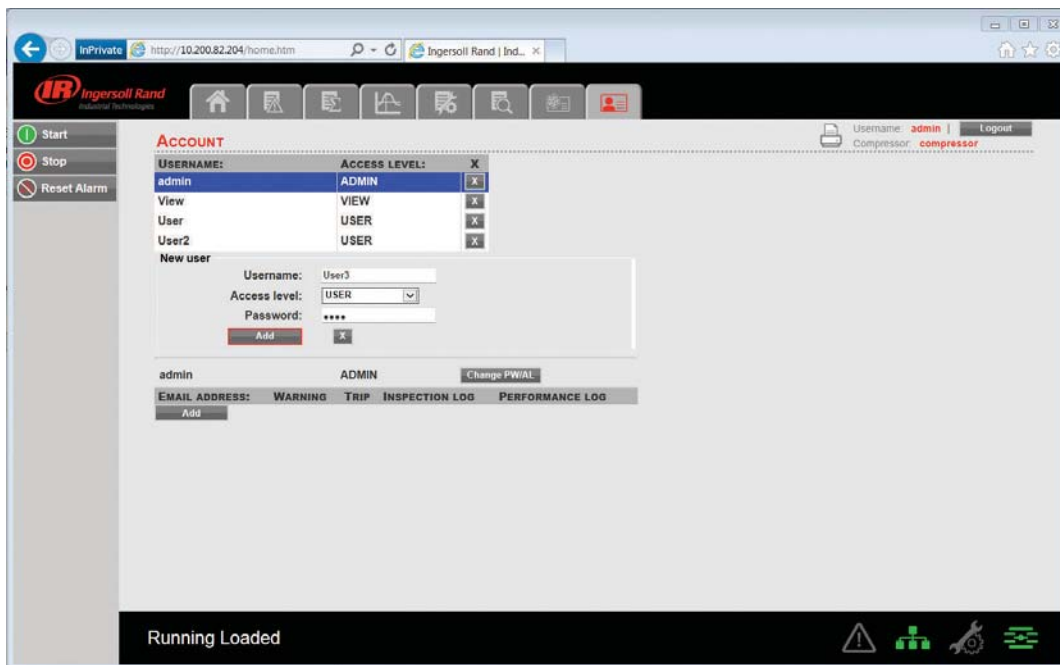 InPrivate http://10.200.82.204/home.htm Ingersoll Rand | Ind...
IR Ingersoll Rand
Industrial Technologies
Start
Stop
Reset Alarm
Username: admin | Logout
Compressor: compressor
ACCOUNT
USERNAME: ACCESS LEVEL: X
admin ADMIN X
View VIEW X
User USER X
User2 USER X
New user
Username: User3
Access level: USER
Password: ••••
Add X
admin ADMIN Change PW/AL
EMAIL ADDRESS: WARNING TRIP INSPECTION LOG PERFORMANCE LOG
Add
Running Loaded